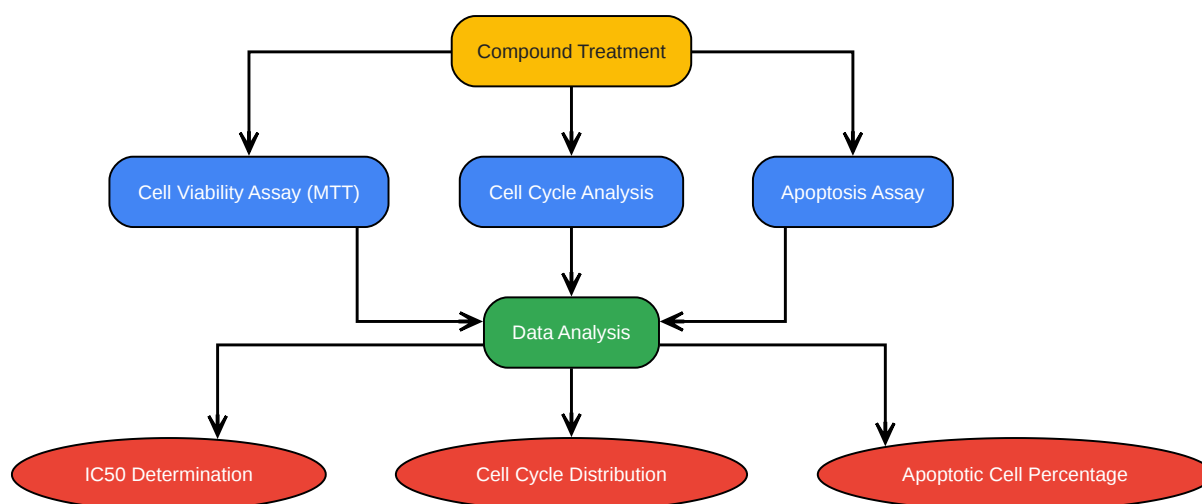 Compound Treatment
Cell Viability Assay (MTT)
Cell Cycle Analysis
Apoptosis Assay
Data Analysis
IC50 Determination
Cell Cycle Distribution
Apoptotic Cell Percentage